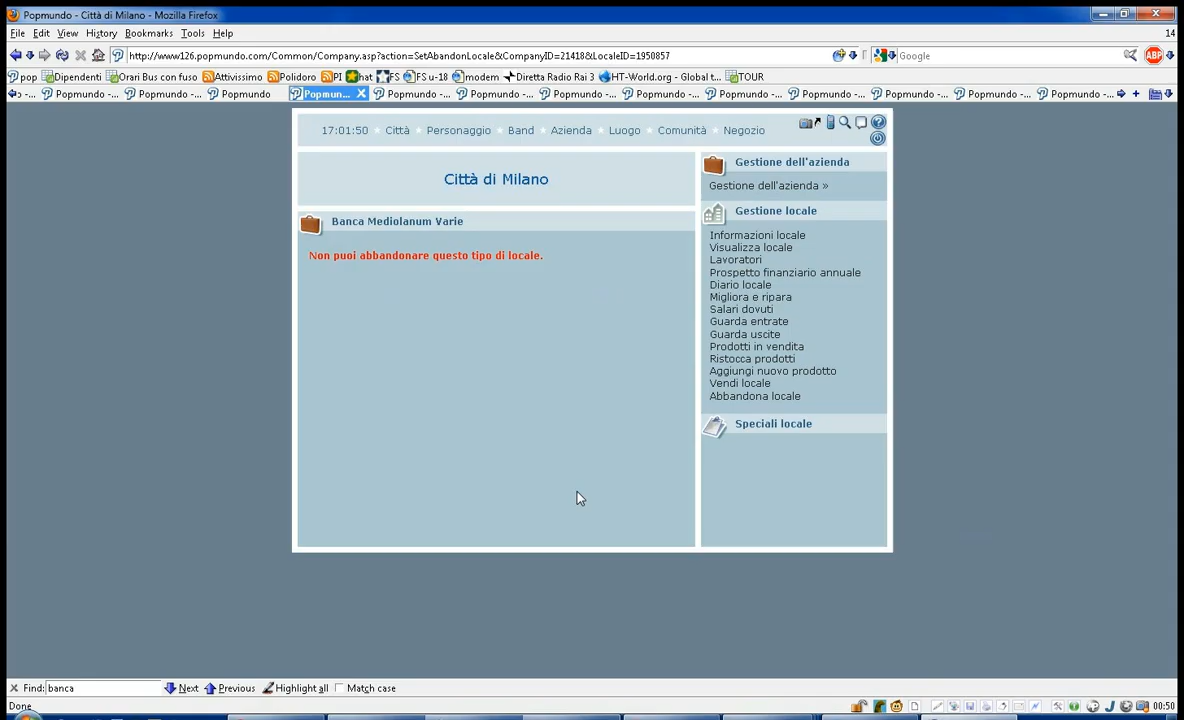 Popmundo - Città di Milano - Mozilla Firefox
File Edit View History Bookmarks Tools Help 14
http://www126.popmundo.com/Common/Company.asp?action=SetAbandonLocale&CompanyID=21418&LocaleID=1950857 Google ABP
pop Dipendenti Orari Bus con fuso Attivissimo Polidoro PI hat FS FS u-18 modem Diretta Radio Rai 3 HT-World.org - Global t... TOUR
-... Popmundo -... Popmundo -... Popmundo Popmun... Popmundo -... Popmundo -... Popmundo -... Popmundo -... Popmundo -... Popmundo -... Popmundo -... Popmundo -... Popmundo -...
17:01:50 Città Personaggio Band Azienda Luogo Comunità Negozio
Città di Milano
Banca Mediolanum Varie
Non puoi abbandonare questo tipo di locale.
Gestione dell'azienda
Gestione dell'azienda »
Gestione locale
Informazioni locale
Visualizza locale
Lavoratori
Prospetto finanziario annuale
Diario locale
Migliora e ripara
Salari dovuti
Guarda entrate
Guarda uscite
Prodotti in vendita
Ristocca prodotti
Aggiungi nuovo prodotto
Vendi locale
Abbandona locale
Speciali locale
Find: banca Next Previous Highlight all Match case
Done 00:50